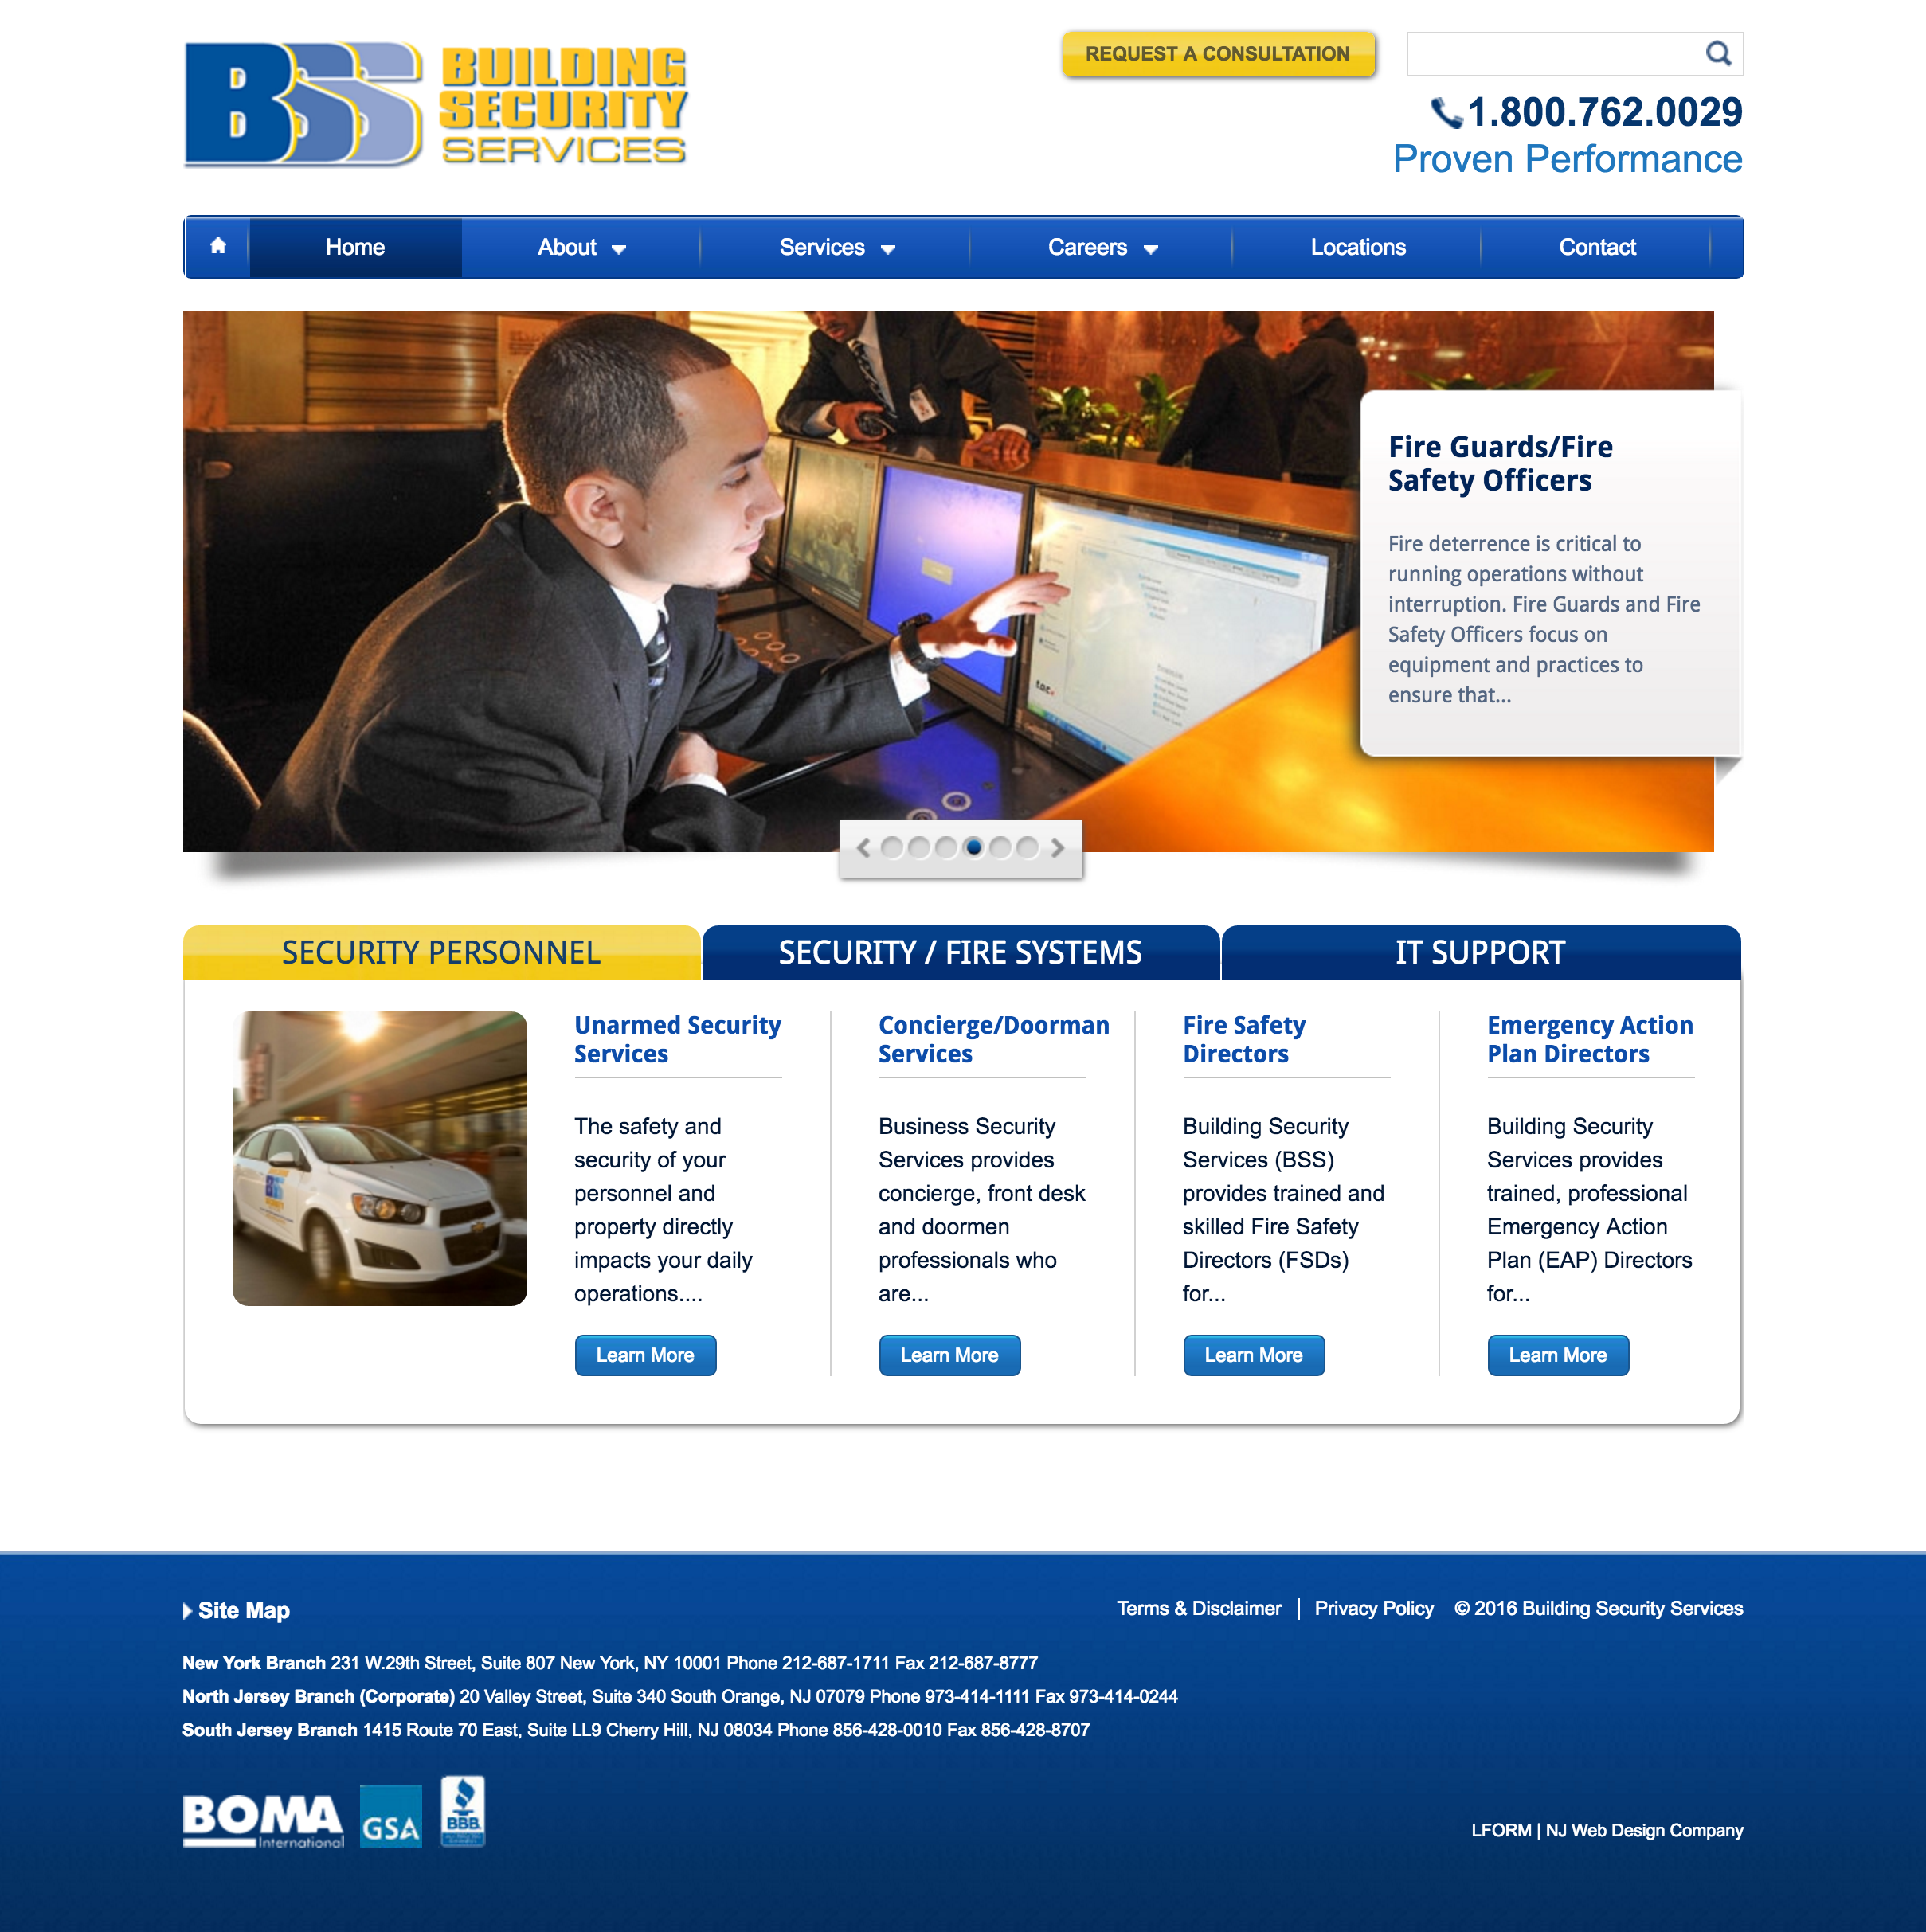 BSS BUILDING
SECURITY
SERVICES
REQUEST A CONSULTATION
1.800.762.0029
Proven Performance
Home About Services Careers Locations Contact
Fire Guards/Fire
Safety Officers
Fire deterrence is critical to
running operations without
interruption. Fire Guards and Fire
Safety Officers focus on
equipment and practices to
ensure that...
SECURITY PERSONNEL SECURITY / FIRE SYSTEMS IT SUPPORT
Unarmed Security
Services
The safety and
security of your
personnel and
property directly
impacts your daily
operations....
Learn More
Concierge/Doorman
Services
Business Security
Services provides
concierge, front desk
and doormen
professionals who
are...
Learn More
Fire Safety
Directors
Building Security
Services (BSS)
provides trained and
skilled Fire Safety
Directors (FSDs)
for...
Learn More
Emergency Action
Plan Directors
Building Security
Services provides
trained, professional
Emergency Action
Plan (EAP) Directors
for...
Learn More
Site Map
Terms & Disclaimer | Privacy Policy © 2016 Building Security Services
New York Branch 231 W.29th Street, Suite 807 New York, NY 10001 Phone 212-687-1711 Fax 212-687-8777
North Jersey Branch (Corporate) 20 Valley Street, Suite 340 South Orange, NJ 07079 Phone 973-414-1111 Fax 973-414-0244
South Jersey Branch 1415 Route 70 East, Suite LL9 Cherry Hill, NJ 08034 Phone 856-428-0010 Fax 856-428-8707
BOMA
International
GSA
BBB
LFORM | NJ Web Design Company